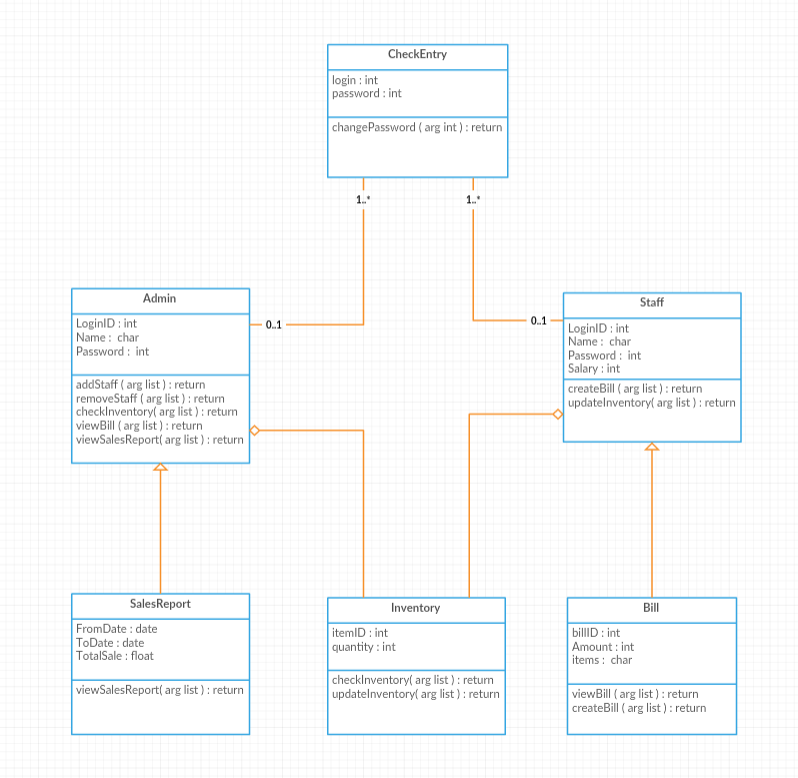 CheckEntry
login : int
password : int
changePassword ( arg int ) : return
1..*
1..*
Admin
LoginID : int
Name :  char
Password :  int
addStaff ( arg list ) : return
removeStaff ( arg list ) : return
checkInventory( arg list ) : return
viewBill ( arg list ) : return
viewSalesReport( arg list ) : return
0..1
0..1
Staff
LoginID : int
Name :  char
Password :  int
Salary : int
createBill ( arg list ) : return
updateInventory( arg list ) : return
SalesReport
FromDate : date
ToDate : date
TotalSale : float
viewSalesReport( arg list ) : return
Inventory
itemID : int
quantity : int
checkInventory( arg list ) : return
updateInventory( arg list ) : return
Bill
billID : int
Amount : int
items :  char
viewBill ( arg list ) : return
createBill ( arg list ) : return